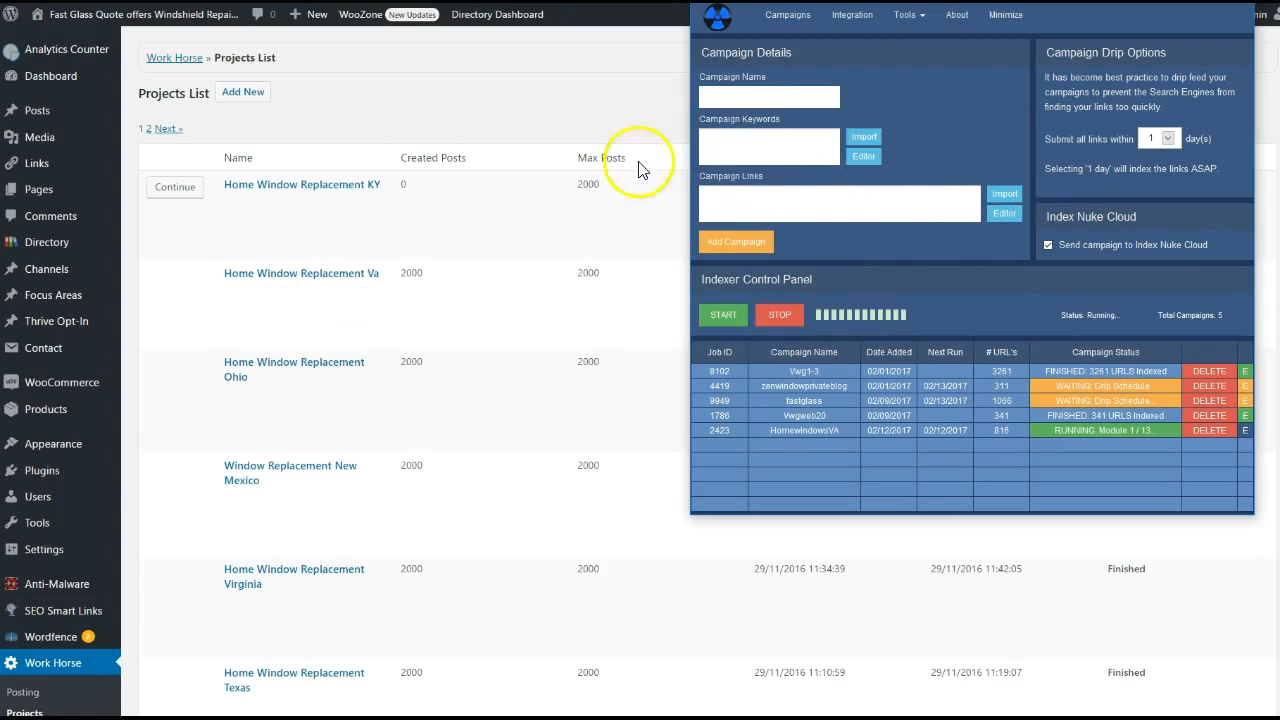 Fast Glass Quote offers Windshield Repai... 0 New WooZone New Updates Directory Dashboard
Analytics Counter
Dashboard
Posts
Media
Links
Pages
Comments
Directory
Channels
Focus Areas
Thrive Opt-In
Contact
WooCommerce
Products
Appearance
Plugins
Users
Tools
Settings
Anti-Malware
SEO Smart Links
Wordfence 2
Work Horse
Posting
Projects
Work Horse » Projects List
Projects List Add New
1 2 Next »
Name Created Posts Max Posts
Continue Home Window Replacement KY 0 2000
Home Window Replacement Va 2000 2000
Home Window Replacement 2000 2000
Ohio
Window Replacement New 2000 2000
Mexico
Home Window Replacement 2000 2000 29/11/2016 11:34:39 29/11/2016 11:42:05 Finished
Virginia
Home Window Replacement 2000 2000 29/11/2016 11:10:59 29/11/2016 11:19:07 Finished
Texas
Campaigns Integration Tools About Minimize
Campaign Details
Campaign Name
Campaign Keywords
Import
Editor
Campaign Links
Import
Editor
Add Campaign
Campaign Drip Options
It has become best practice to drip feed your
campaigns to prevent the Search Engines from
finding your links too quickly.
Submit all links within 1 day(s)
Selecting '1 day' will index the links ASAP.
Index Nuke Cloud
Send campaign to Index Nuke Cloud
Indexer Control Panel
START STOP Status: Running... Total Campaigns: 5
Job ID Campaign Name Date Added Next Run # URL's Campaign Status
8102 Vwg1-3 02/01/2017 3261 FINISHED: 3261 URLS Indexed DELETE E
4419 zenwindowprivateblog 02/01/2017 02/13/2017 311 WAITING: Drip Schedule... DELETE E
9949 fastglass 02/09/2017 02/13/2017 1066 WAITING: Drip Schedule... DELETE E
1786 Vwgweb20 02/09/2017 341 FINISHED: 341 URLS Indexed DELETE E
2423 HomewindowsVA 02/12/2017 02/12/2017 816 RUNNING: Module 1 / 13... DELETE E